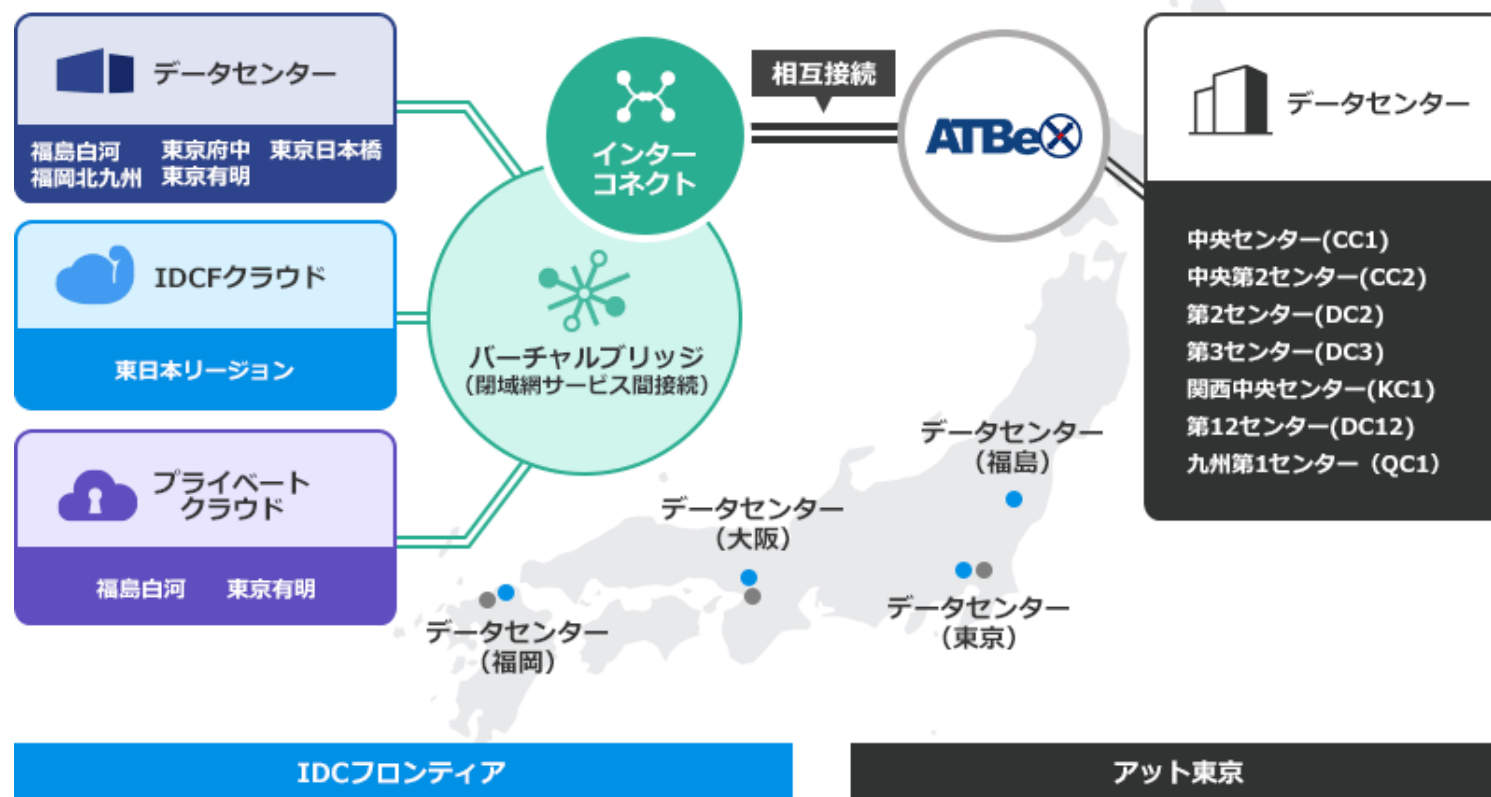 データセンター
福島白河 東京府中 東京日本橋
福岡北九州 東京有明
IDCFクラウド
東日本リージョン
プライベート
クラウド
福島白河 東京有明
インター
コネクト
バーチャルブリッジ
（閉域網サービス間接続）
相互接続
ATBeX
データセンター
中央センター(CC1)
中央第2センター(CC2)
第2センター(DC2)
第3センター(DC3)
関西中央センター(KC1)
第12センター(DC12)
九州第1センター（QC1）
データセンター
（福島）
データセンター
（大阪）
データセンター
（東京）
データセンター
（福岡）
IDCフロンティア
アット東京